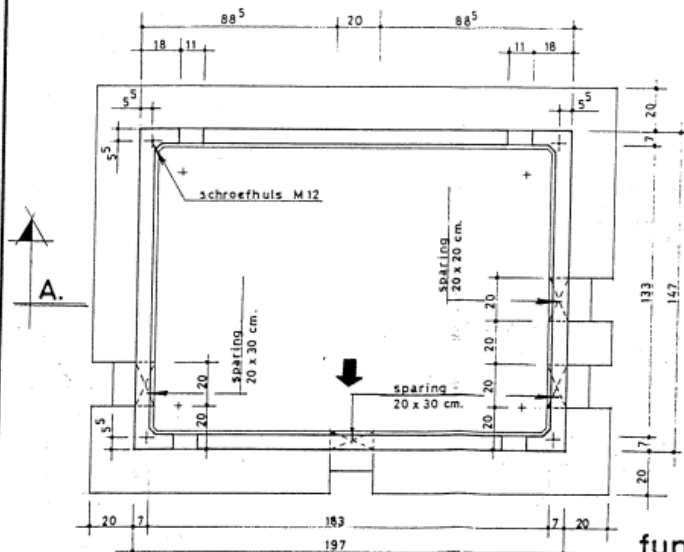 88⁵ 20 88⁵
18 11 11 18
5⁵ 5⁵
5⁵ 20
7
schroefhuls M 12
sparing
20 x 20 cm.
A.
20
133
147
sparing
20 x 30 cm.
20
20
20
sparing
20 x 30 cm.
20
20
5⁵
20
7
20
20 7 183 7 20
197
fun